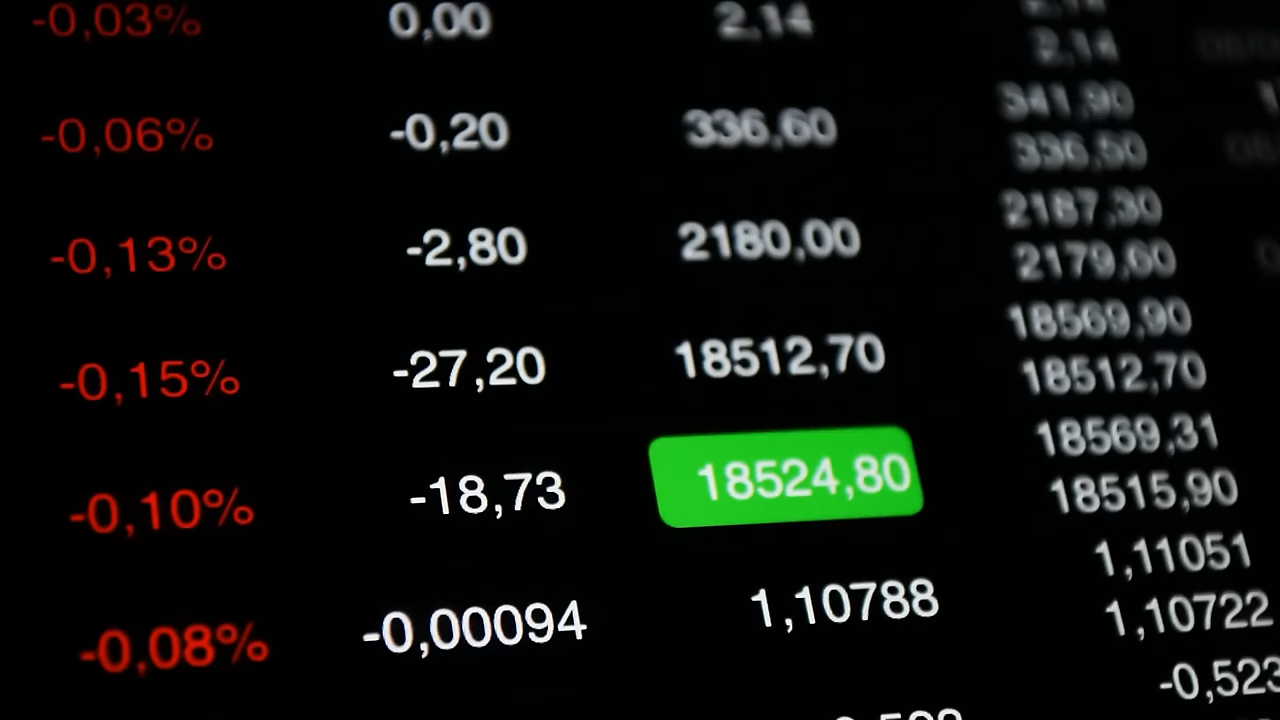 -0,03% 0,00 2,14
2,14
-0,06% -0,20 336,60 341,90
336,50
-0,13% -2,80 2180,00 2187,30
2179,60
-0,15% -27,20 18512,70 18569,90
18512,70
-0,10% -18,73 18524,80 18569,31
18515,90
-0,08% -0,00094 1,10788 1,11051
1,10722
-0,523